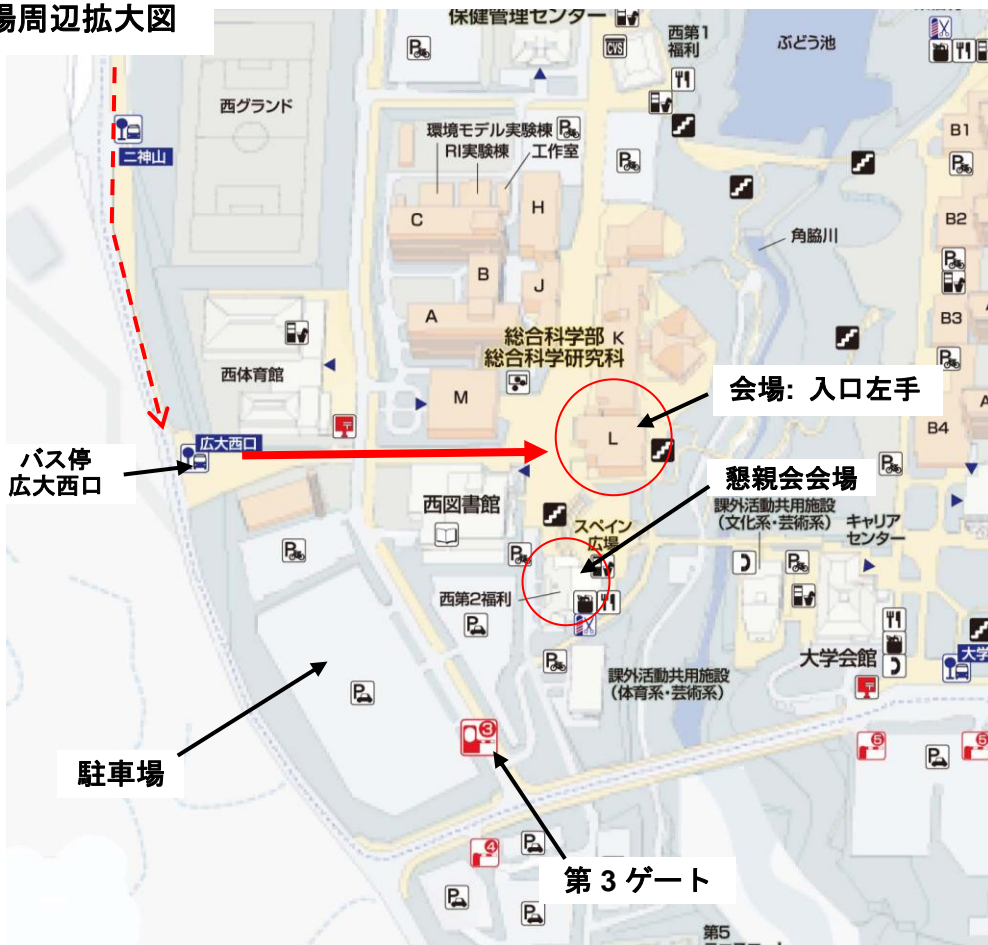 場周辺拡大図
保健管理センター
CVS
西第1
福利
ぶどう池
西グランド
二神山
環境モデル実験棟
RI実験棟
工作室
B1
C
H
B2
角脇川
B
J
A
B3
総合科学部 K
総合科学研究科
西体育館
M
会場: 入口左手
L
B4
広大西口
バス停
広大西口
懇親会会場
西図書館
スペイン
広場
課外活動共用施設
(文化系・芸術系)
キャリア
センター
西第2福利
大学会館
大学
課外活動共用施設
(体育系・芸術系)
③
⑤
⑤
駐車場
④
第 3 ゲート
第5